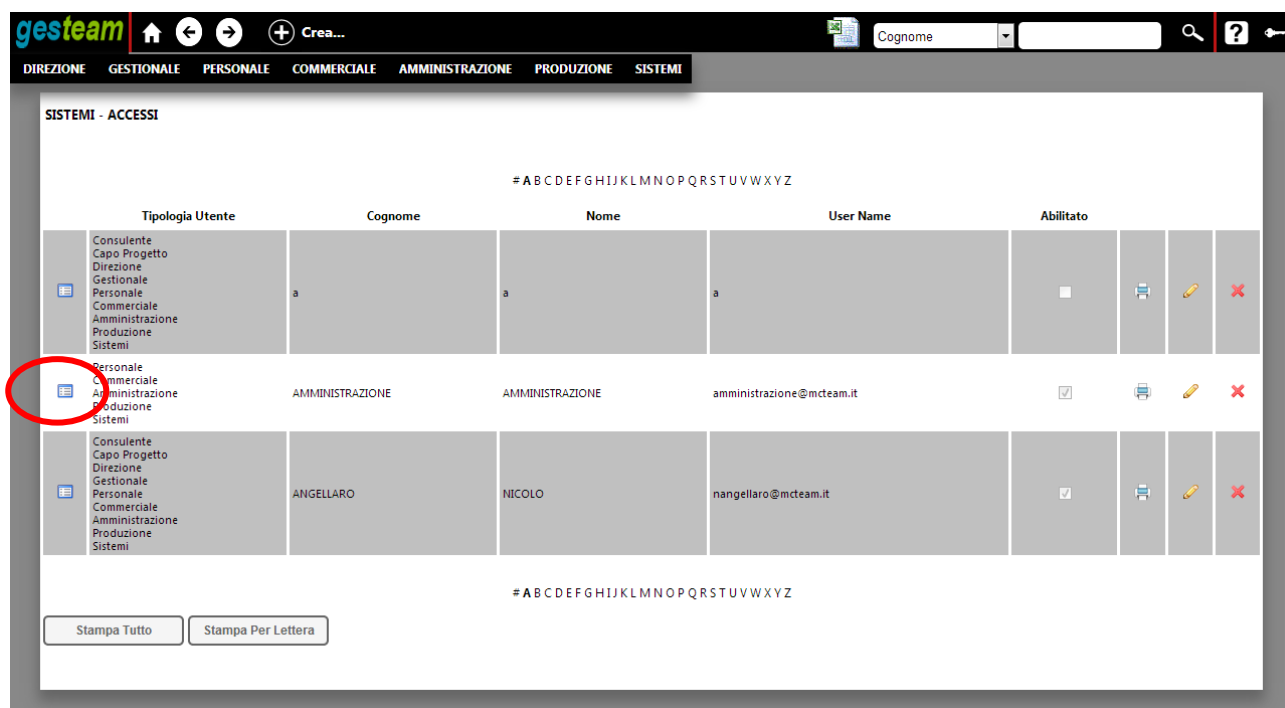 gesteam Crea... Cognome ?
DIREZIONE GESTIONALE PERSONALE COMMERCIALE AMMINISTRAZIONE PRODUZIONE SISTEMI
SISTEMI - ACCESSI
# A B C D E F G H I J K L M N O P Q R S T U V W X Y Z
Tipologia Utente Cognome Nome User Name Abilitato
Consulente
Capo Progetto
Direzione
Gestionale
Personale
Commerciale
Amministrazione
Produzione
Sistemi
a a a
Personale
Commerciale
Amministrazione
Produzione
Sistemi
AMMINISTRAZIONE AMMINISTRAZIONE amministrazione@mcteam.it
Consulente
Capo Progetto
Direzione
Gestionale
Personale
Commerciale
Amministrazione
Produzione
Sistemi
ANGELLARO NICOLO nangellaro@mcteam.it
# A B C D E F G H I J K L M N O P Q R S T U V W X Y Z
Stampa Tutto Stampa Per Lettera